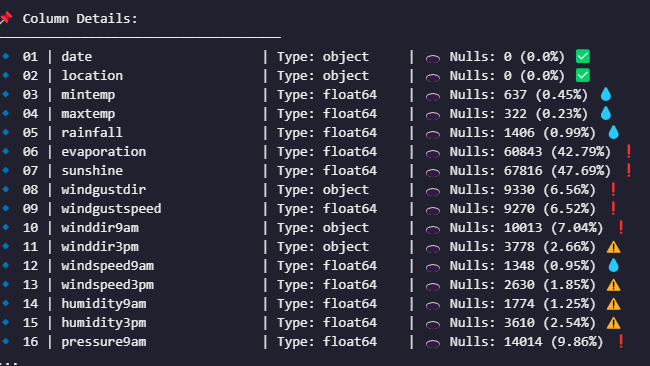 📌 Column Details:
────────────────────────────────────
🔹 01 | date | Type: object | 🕳️ Nulls: 0 (0.0%) ✅
🔹 02 | location | Type: object | 🕳️ Nulls: 0 (0.0%) ✅
🔹 03 | mintemp | Type: float64 | 🕳️ Nulls: 637 (0.45%) 💧
🔹 04 | maxtemp | Type: float64 | 🕳️ Nulls: 322 (0.23%) 💧
🔹 05 | rainfall | Type: float64 | 🕳️ Nulls: 1406 (0.99%) 💧
🔹 06 | evaporation | Type: float64 | 🕳️ Nulls: 60843 (42.79%) ❗
🔹 07 | sunshine | Type: float64 | 🕳️ Nulls: 67816 (47.69%) ❗
🔹 08 | windgustdir | Type: object | 🕳️ Nulls: 9330 (6.56%) ❗
🔹 09 | windgustspeed | Type: float64 | 🕳️ Nulls: 9270 (6.52%) ❗
🔹 10 | winddir9am | Type: object | 🕳️ Nulls: 10013 (7.04%) ❗
🔹 11 | winddir3pm | Type: object | 🕳️ Nulls: 3778 (2.66%) ⚠️
🔹 12 | windspeed9am | Type: float64 | 🕳️ Nulls: 1348 (0.95%) 💧
🔹 13 | windspeed3pm | Type: float64 | 🕳️ Nulls: 2630 (1.85%) ⚠️
🔹 14 | humidity9am | Type: float64 | 🕳️ Nulls: 1774 (1.25%) ⚠️
🔹 15 | humidity3pm | Type: float64 | 🕳️ Nulls: 3610 (2.54%) ⚠️
🔹 16 | pressure9am | Type: float64 | 🕳️ Nulls: 14014 (9.86%) ❗
...